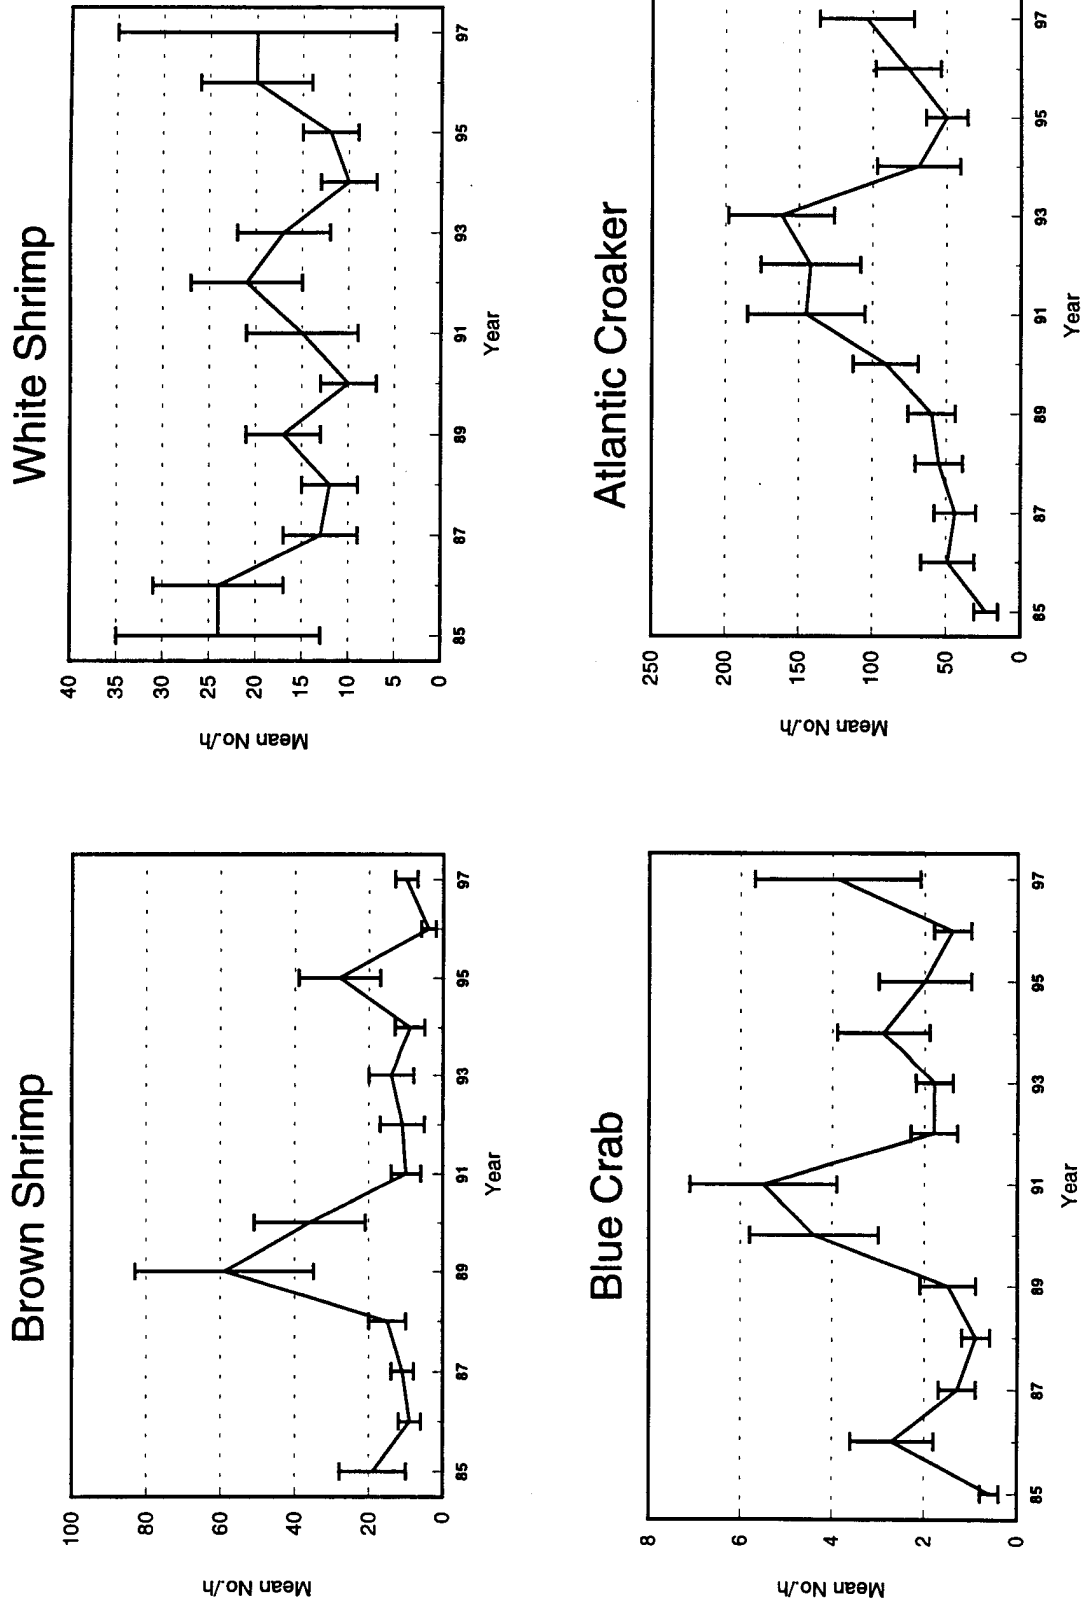 Brown Shrimp
Mean No./h
100
80
60
40
20
0
85 87 89 91 93 95 97
Year
White Shrimp
Mean No./h
40
35
30
25
20
15
10
5
0
85 87 89 91 93 95 97
Year
Blue Crab
Mean No./h
8
6
4
2
0
85 87 89 91 93 95 97
Year
Atlantic Croaker
Mean No./h
250
200
150
100
50
0
85 87 89 91 93 95 97
Year